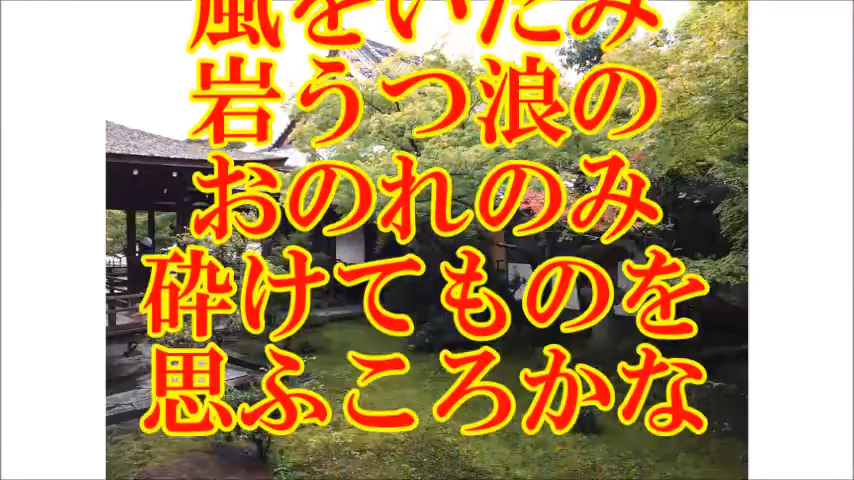 風をいたみ
岩うつ浪の
おのれのみ
砕けてものを
思ふころかな